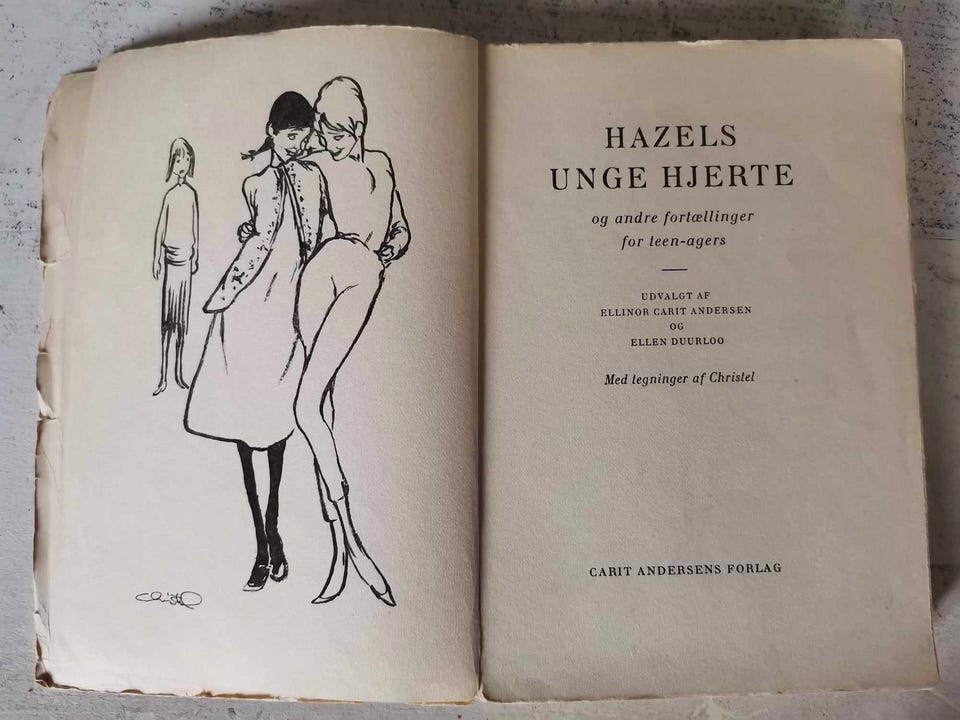 Christel
HAZELS
UNGE HJERTE
og andre fortællinger
for teen-agers
UDVALGT AF
ELLINOR CARIT ANDERSEN
OG
ELLEN DUURLOO
Med tegninger af Christel
CARIT ANDERSENS FORLAG